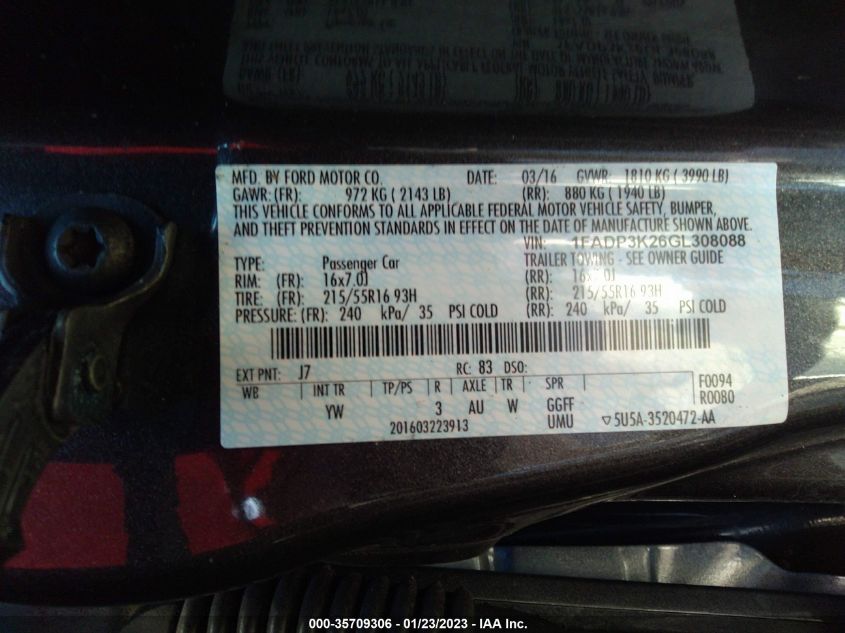 MFD. BY FORD MOTOR CO. DATE: 03/16 GVWR: 1810 KG ( 3990 LB)
GAWR: (FR): 972 KG ( 2143 LB) (RR): 880 KG ( 1940 LB)
THIS VEHICLE CONFORMS TO ALL APPLICABLE FEDERAL MOTOR VEHICLE SAFETY, BUMPER,
AND THEFT PREVENTION STANDARDS IN EFFECT ON THE DATE OF MANUFACTURE SHOWN ABOVE.
VIN: 1FADP3K26GL308088
TYPE: Passenger Car TRAILER TOWING - SEE OWNER GUIDE
RIM: (FR): 16x7.0J (RR): 16x7.0J
TIRE: (FR): 215/55R16 93H (RR): 215/55R16 93H
PRESSURE: (FR): 240 kPa/ 35 PSI COLD (RR): 240 kPa/ 35 PSI COLD
EXT PNT: J7 RC: 83 DSO:
WB INT TR TP/PS R AXLE TR SPR F0094
YW 3 AU W GGFF R0080
201603223913 UMU 5U5A-3520472-AA
000-35709306 - 01/23/2023 - IAA Inc.